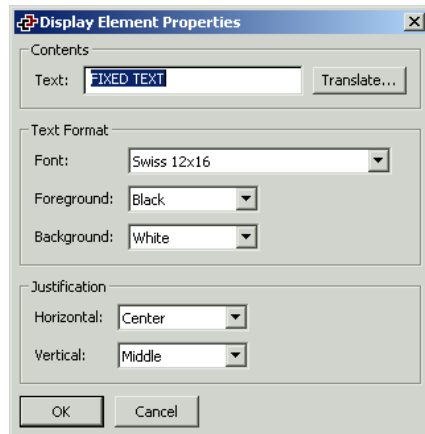 Display Element Properties
Contents
Text: FIXED TEXT Translate...
Text Format
Font: Swiss 12x16
Foreground: Black
Background: White
Justification
Horizontal: Center
Vertical: Middle
OK Cancel